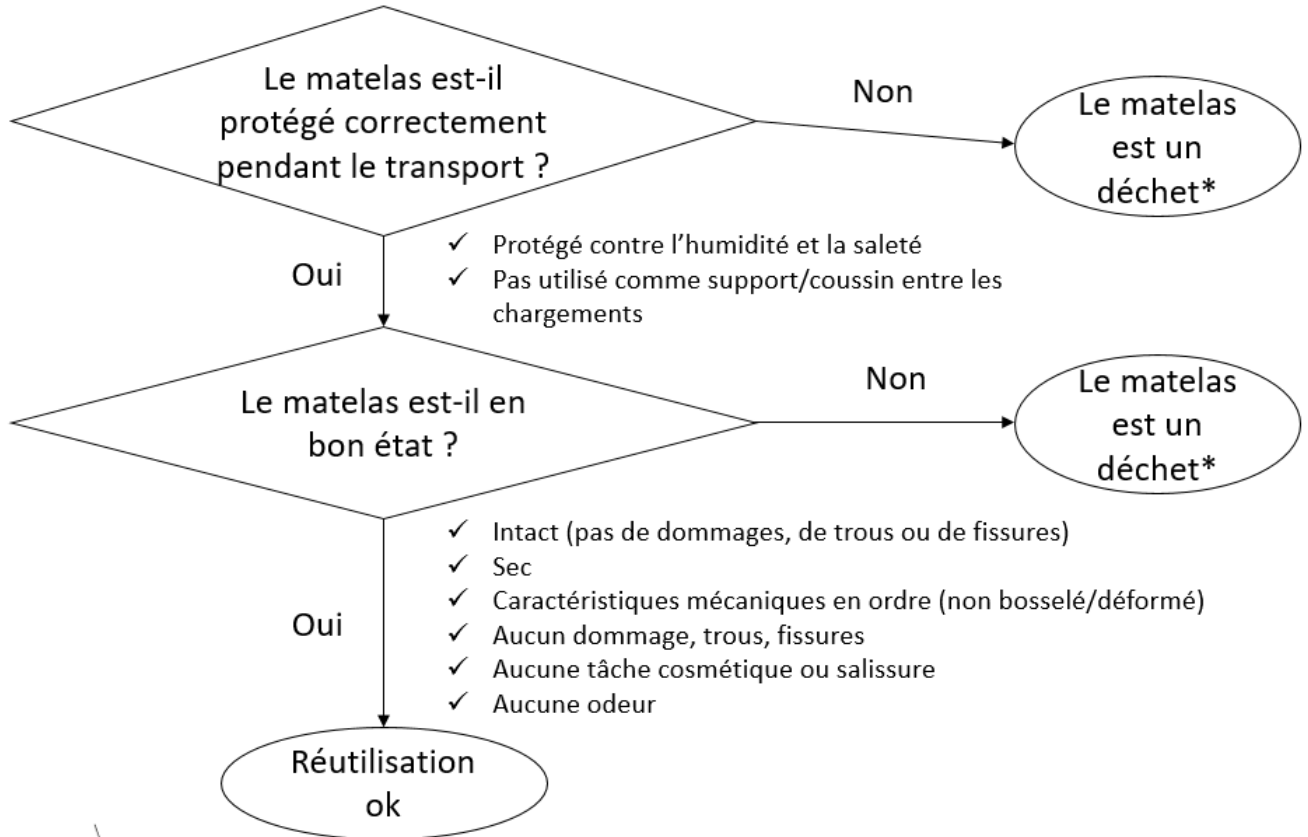 Le matelas est-il
protégé correctement
pendant le transport ?
Non
Le matelas
est un
déchet*
Oui
✓ Protégé contre l'humidité et la saleté
✓ Pas utilisé comme support/coussin entre les
chargements
Le matelas est-il en
bon état ?
Non
Le matelas
est un
déchet*
Oui
✓ Intact (pas de dommages, de trous ou de fissures)
✓ Sec
✓ Caractéristiques mécaniques en ordre (non bosselé/déformé)
✓ Aucun dommage, trous, fissures
✓ Aucune tâche cosmétique ou salissure
✓ Aucune odeur
Réutilisation
ok